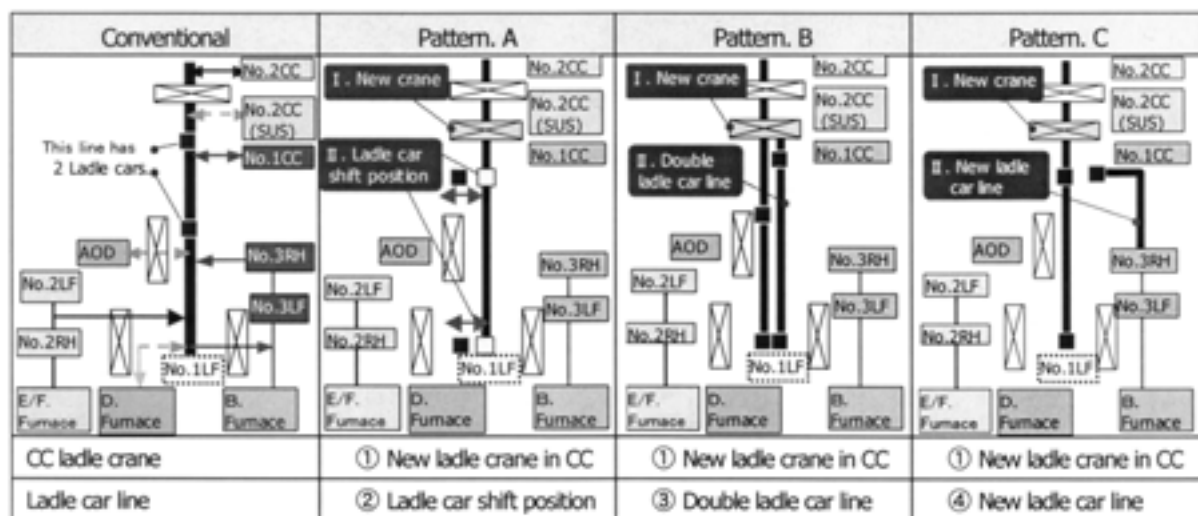 Conventional
No.2CC
No.2CC
(SUS)
This line has
2 Ladle cars.
No.1CC
AOD
No.3RH
No.2LF
No.3LF
No.2RH
No.1LF
E/F.
Furnace
D.
Furnace
B.
Furnace
CC ladle crane
Ladle car line
Pattern. A
No.2CC
I. New crane
No.2CC
(SUS)
No.1CC
II. Ladle car
shift position
AOD
No.3RH
No.2LF
No.3LF
No.2RH
No.1LF
E/F.
Furnace
D.
Furnace
B.
Furnace
① New ladle crane in CC
② Ladle car shift position
Pattern. B
No.2CC
I. New crane
No.2CC
(SUS)
No.1CC
II. Double
ladle car line
AOD
No.3RH
No.2LF
No.3LF
No.2RH
No.1LF
E/F.
Furnace
D.
Furnace
B.
Furnace
① New ladle crane in CC
③ Double ladle car line
Pattern. C
No.2CC
I. New crane
No.2CC
(SUS)
No.1CC
II. New ladle
car line
AOD
No.3RH
No.2LF
No.3LF
No.2RH
No.1LF
E/F.
Furnace
D.
Furnace
B.
Furnace
① New ladle crane in CC
④ New ladle car line